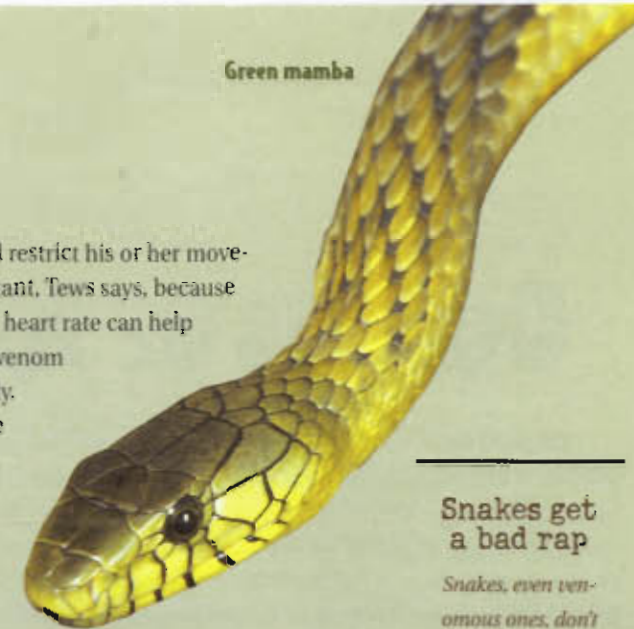 Green mamba
restrict his or her move-
ant, Tews says, because
heart rate can help
venom
y.
Snakes get
a bad rap
Snakes, even ven-
omous ones, don't